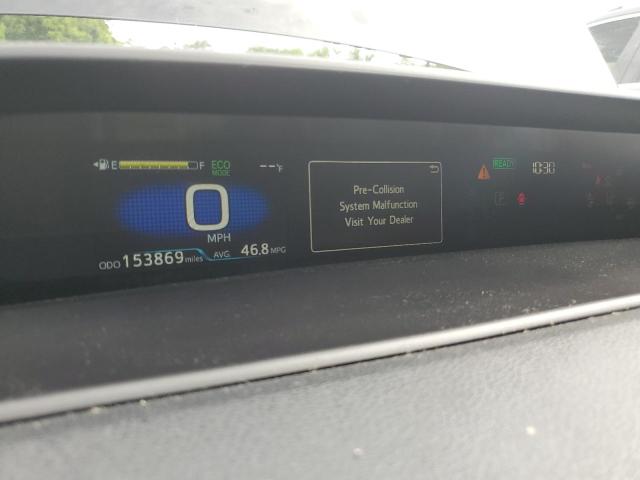 E F ECO --°F
MODE
0
MPH
ODO 153869 miles AVG. 46.8 MPG
Pre-Collision
System Malfunction
Visit Your Dealer
READY 10:30
P